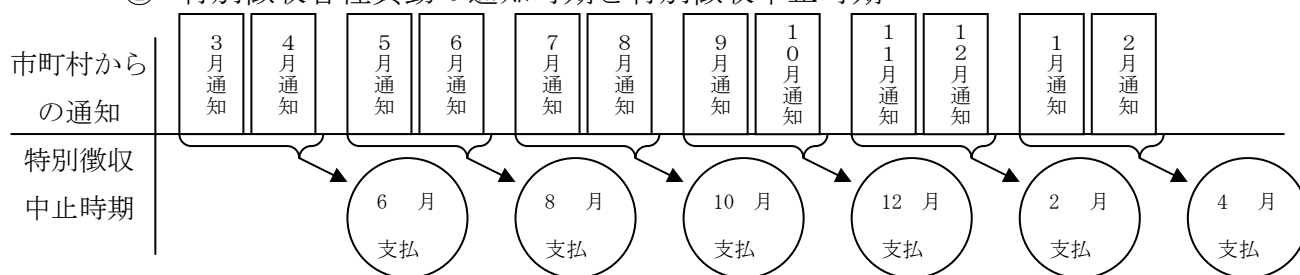 特別徴収各種異動の通知時期と特別徴収中止時期
市町村から
の通知
3月通知
4月通知
5月通知
6月通知
7月通知
8月通知
9月通知
10月通知
11月通知
12月通知
1月通知
2月通知
特別徴収
中止時期
6 月
支払
8 月
支払
10 月
支払
12 月
支払
2 月
支払
4 月
支払